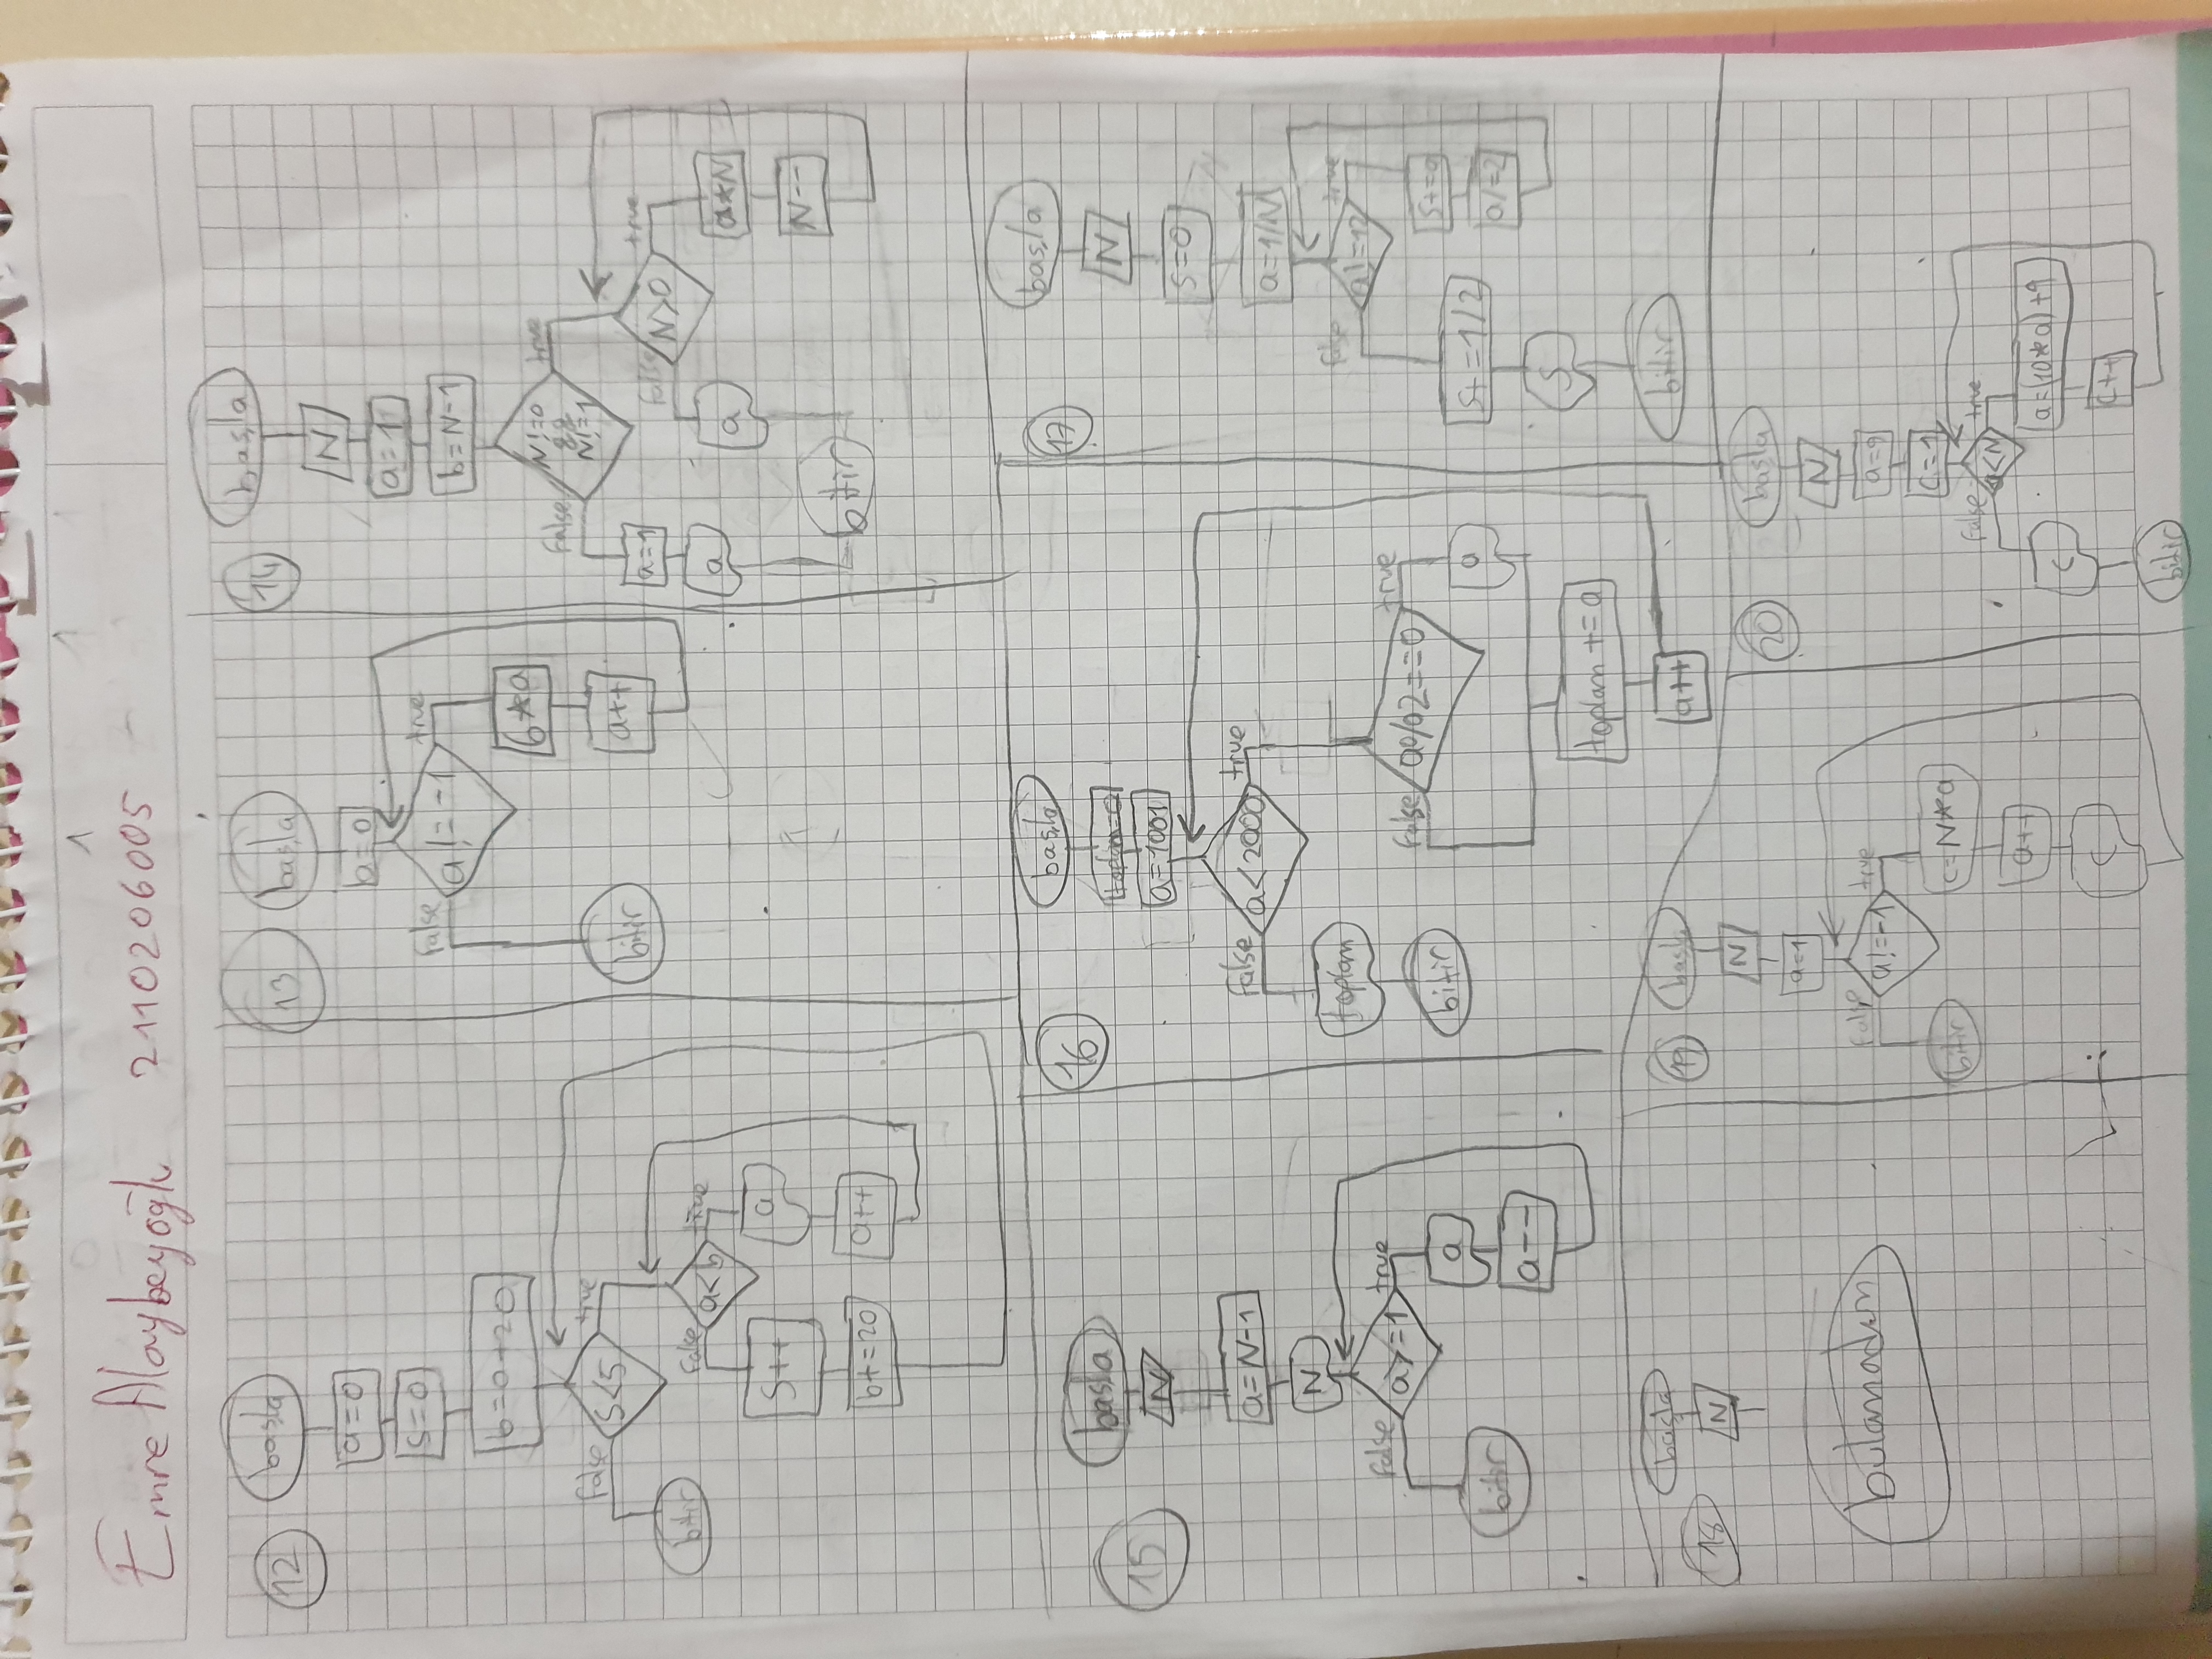 Emre Alaybeyoğlu 2110206005
12
başla
a=0
s=0
b=0+20
s<5
false
true
bitir
a<b
false
true
s++
a
b+=20
a++
13
başla
a=0
a!=-1
false
true
6*a
a++
bitir
14
başla
N
a=1
b=N-1
N!=0
&&
N!=1
false
true
a=1
a
N>0
false
true
a
a*N
N--
bitir
15
başla
N
a=N-1
N
a>=1
false
true
a
a--
bitir
16
başla
toplam=0
a=1001
a<2000
false
true
toplam
bitir
a%2==0
false
true
a
toplam+=a
a++
17
başla
N
s=0
a=1/N
false
true
s+=a
a/=2
s+=1/2
s
bitir
18
başla
N
bulamadım
19
başla
N
a=1
a!=-1
false
true
bitir
c=N*a
a++
c
20
başla
N
a=9
c=1
a<N
false
true
c
a=(10*a)+9
c++
bitir